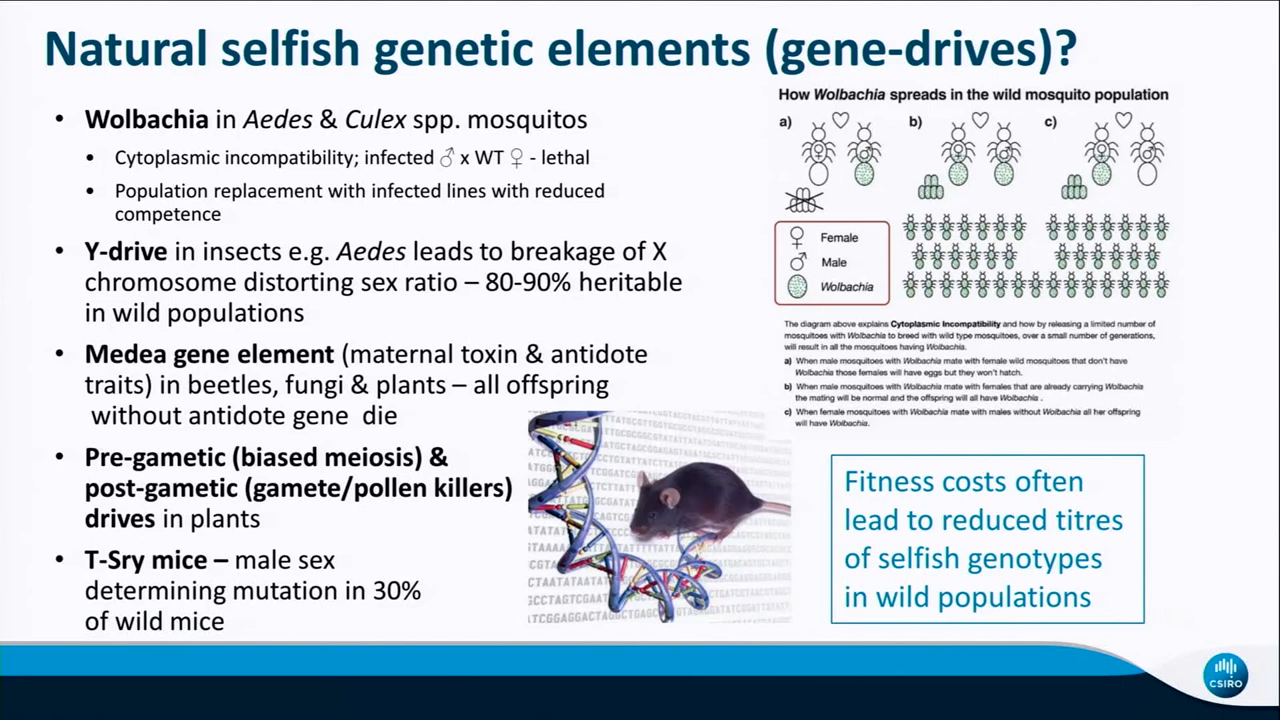 Natural selfish genetic elements (gene-drives)?
• Wolbachia in Aedes & Culex spp. mosquitos
• Cytoplasmic incompatibility; infected ♂ x WT ♀ - lethal
• Population replacement with infected lines with reduced
competence
• Y-drive in insects e.g. Aedes leads to breakage of X
chromosome distorting sex ratio – 80-90% heritable
in wild populations
• Medea gene element (maternal toxin & antidote
traits) in beetles, fungi & plants – all offspring
without antidote gene die
• Pre-gametic (biased meiosis) &
post-gametic (gamete/pollen killers)
drives in plants
• T-Sry mice – male sex
determining mutation in 30%
of wild mice
How Wolbachia spreads in the wild mosquito population
a) b) c)
♀ Female
♂ Male
Wolbachia
The diagram above explains Cytoplasmic Incompatibility and how by releasing a limited number of
mosquitoes with Wolbachia to breed with wild type mosquitoes, over a small number of generations,
will result in all the mosquitoes having Wolbachia.
a) When male mosquitoes with Wolbachia mate with female wild mosquitoes that don't have
Wolbachia those females will have eggs but they won't hatch.
b) When male mosquitoes with Wolbachia mate with females that are already carrying Wolbachia
the mating will be normal and the offspring will all have Wolbachia .
c) When female mosquitoes with Wolbachia mate with males without Wolbachia all her offspring
will have Wolbachia.
Fitness costs often
lead to reduced titres
of selfish genotypes
in wild populations
CSIRO